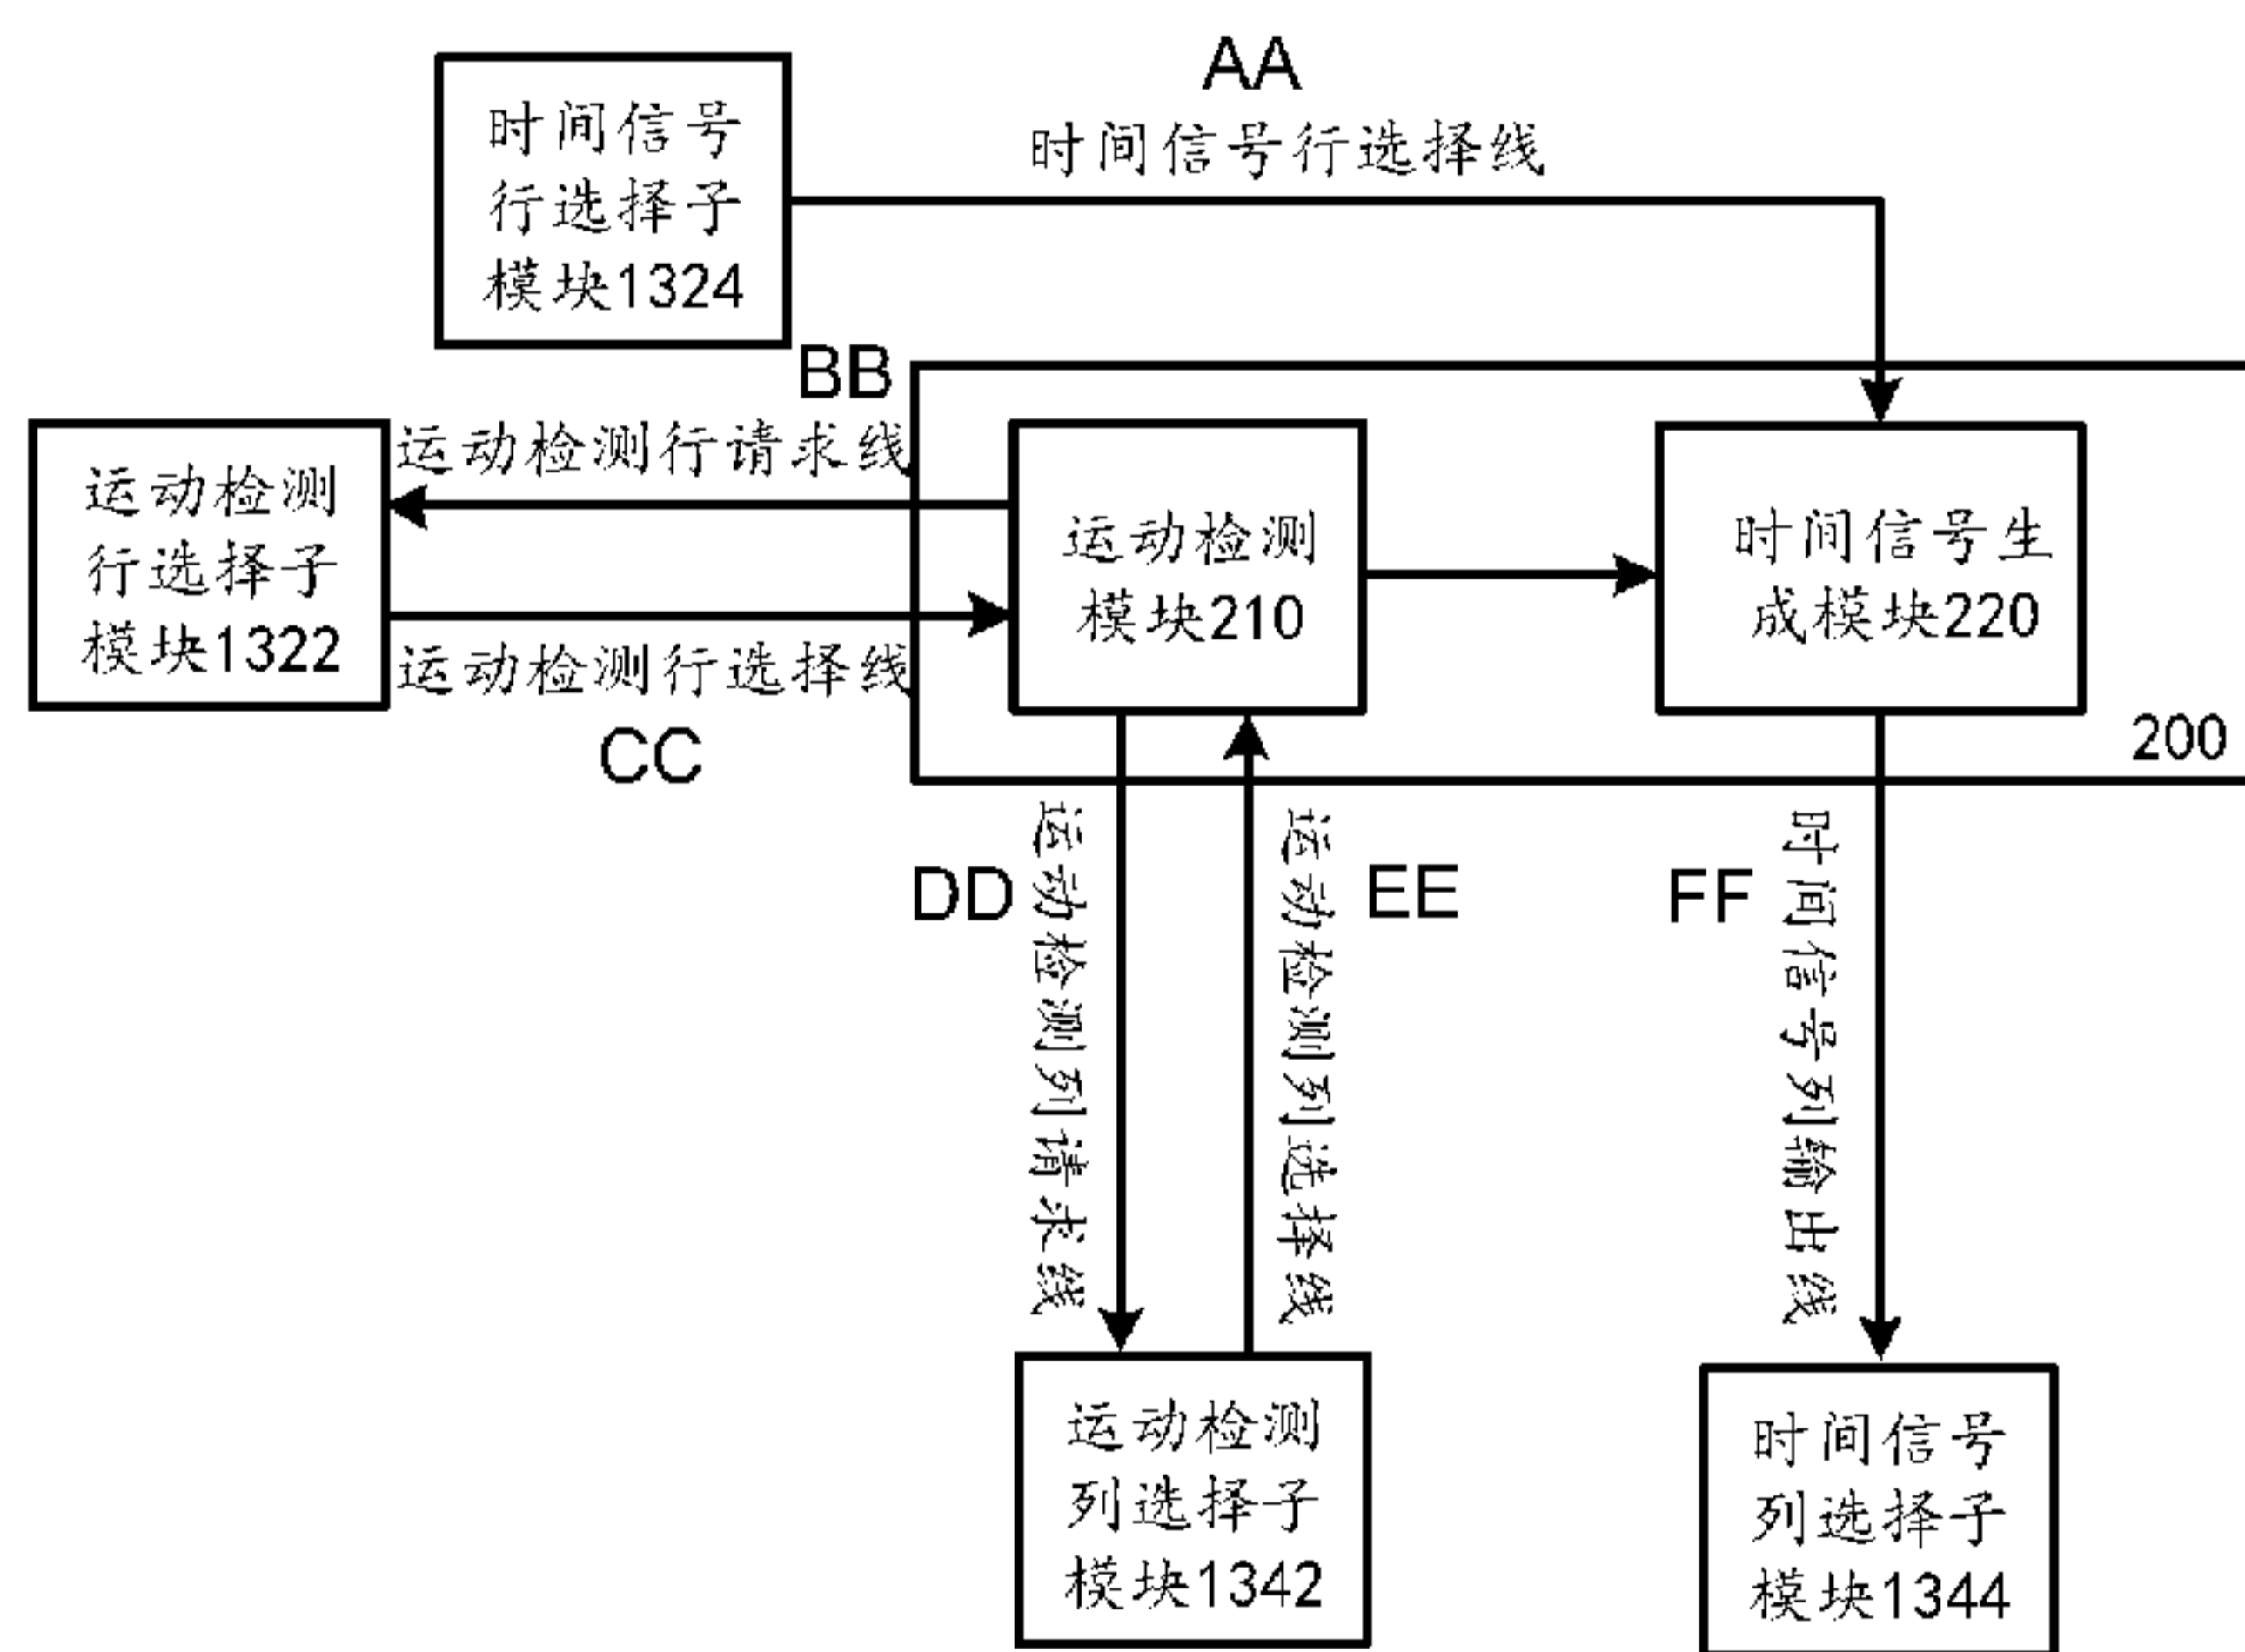 AA
时间信号
行选择子
模块1324
时间信号行选择线
BB
运动检测行请求线
运动检测
行选择子
模块1322
运动检测行选择线
CC
运动检测
模块210
时间信号生
成模块220
200
DD
运动检测列请求线
运动检测列选择线
EE
FF
时间信号列输出线
运动检测
列选择子
模块1342
时间信号
列选择子
模块1344